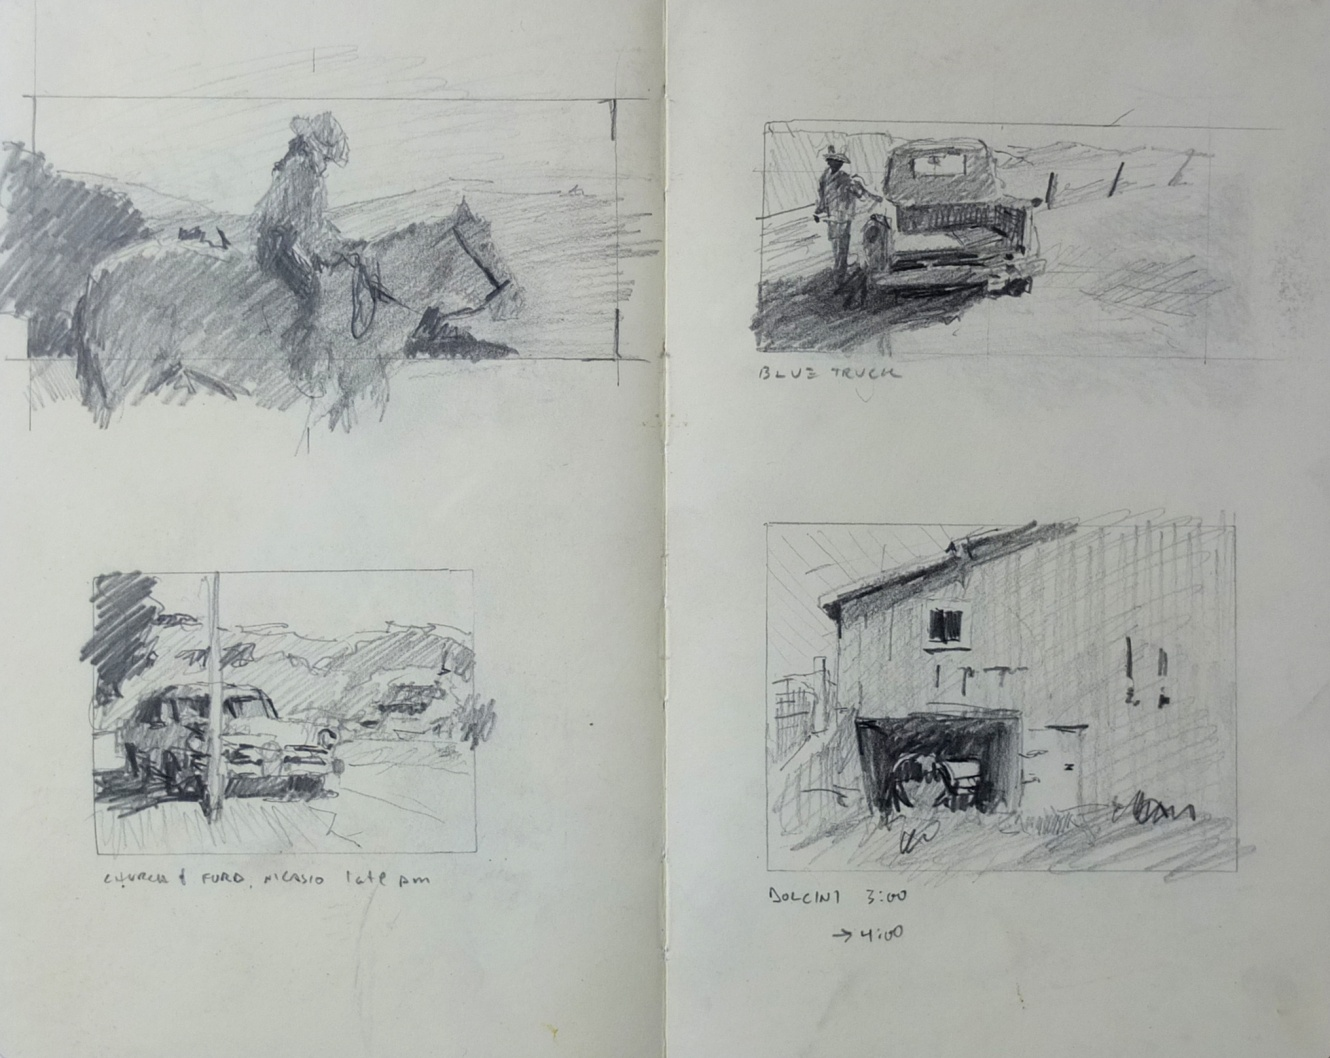 BLUE TRUCK
CHURCH & FORD, NICASIO late pm
DOLCINI 3:00
→ 4:00